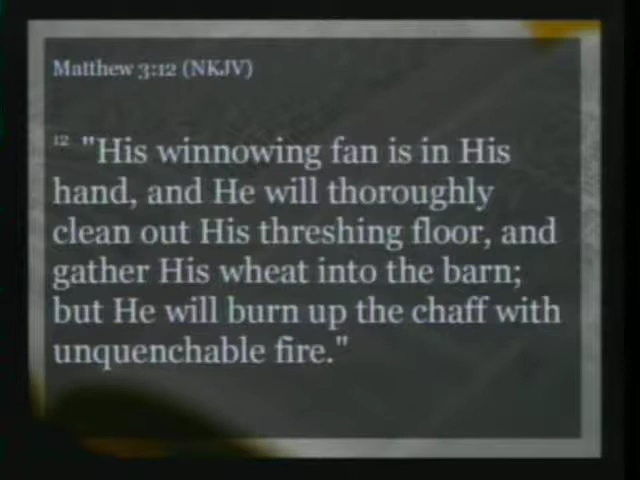 Matthew 3:12 (NKJV)
12 "His winnowing fan is in His
hand, and He will thoroughly
clean out His threshing floor, and
gather His wheat into the barn;
but He will burn up the chaff with
unquenchable fire."